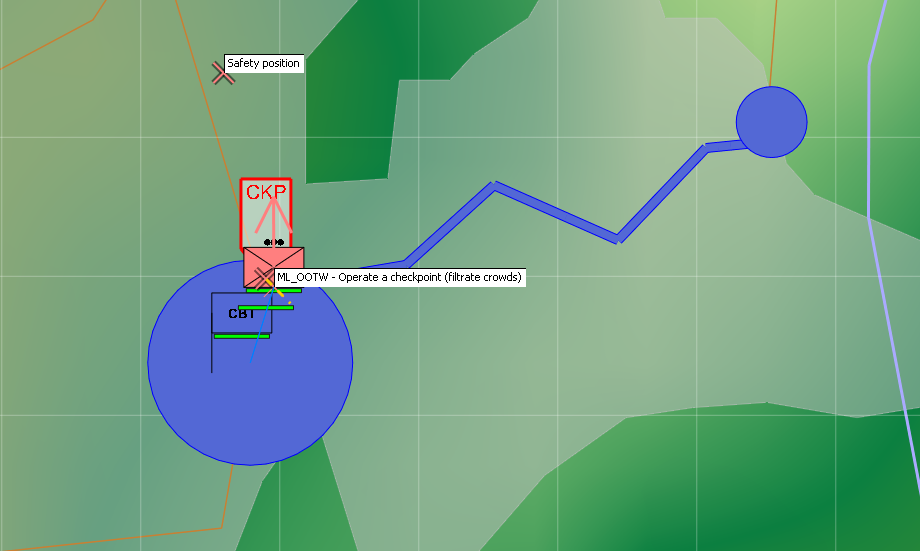 Safety position
CKP
ML_OOTW - Operate a checkpoint (filtrate crowds)
CBT